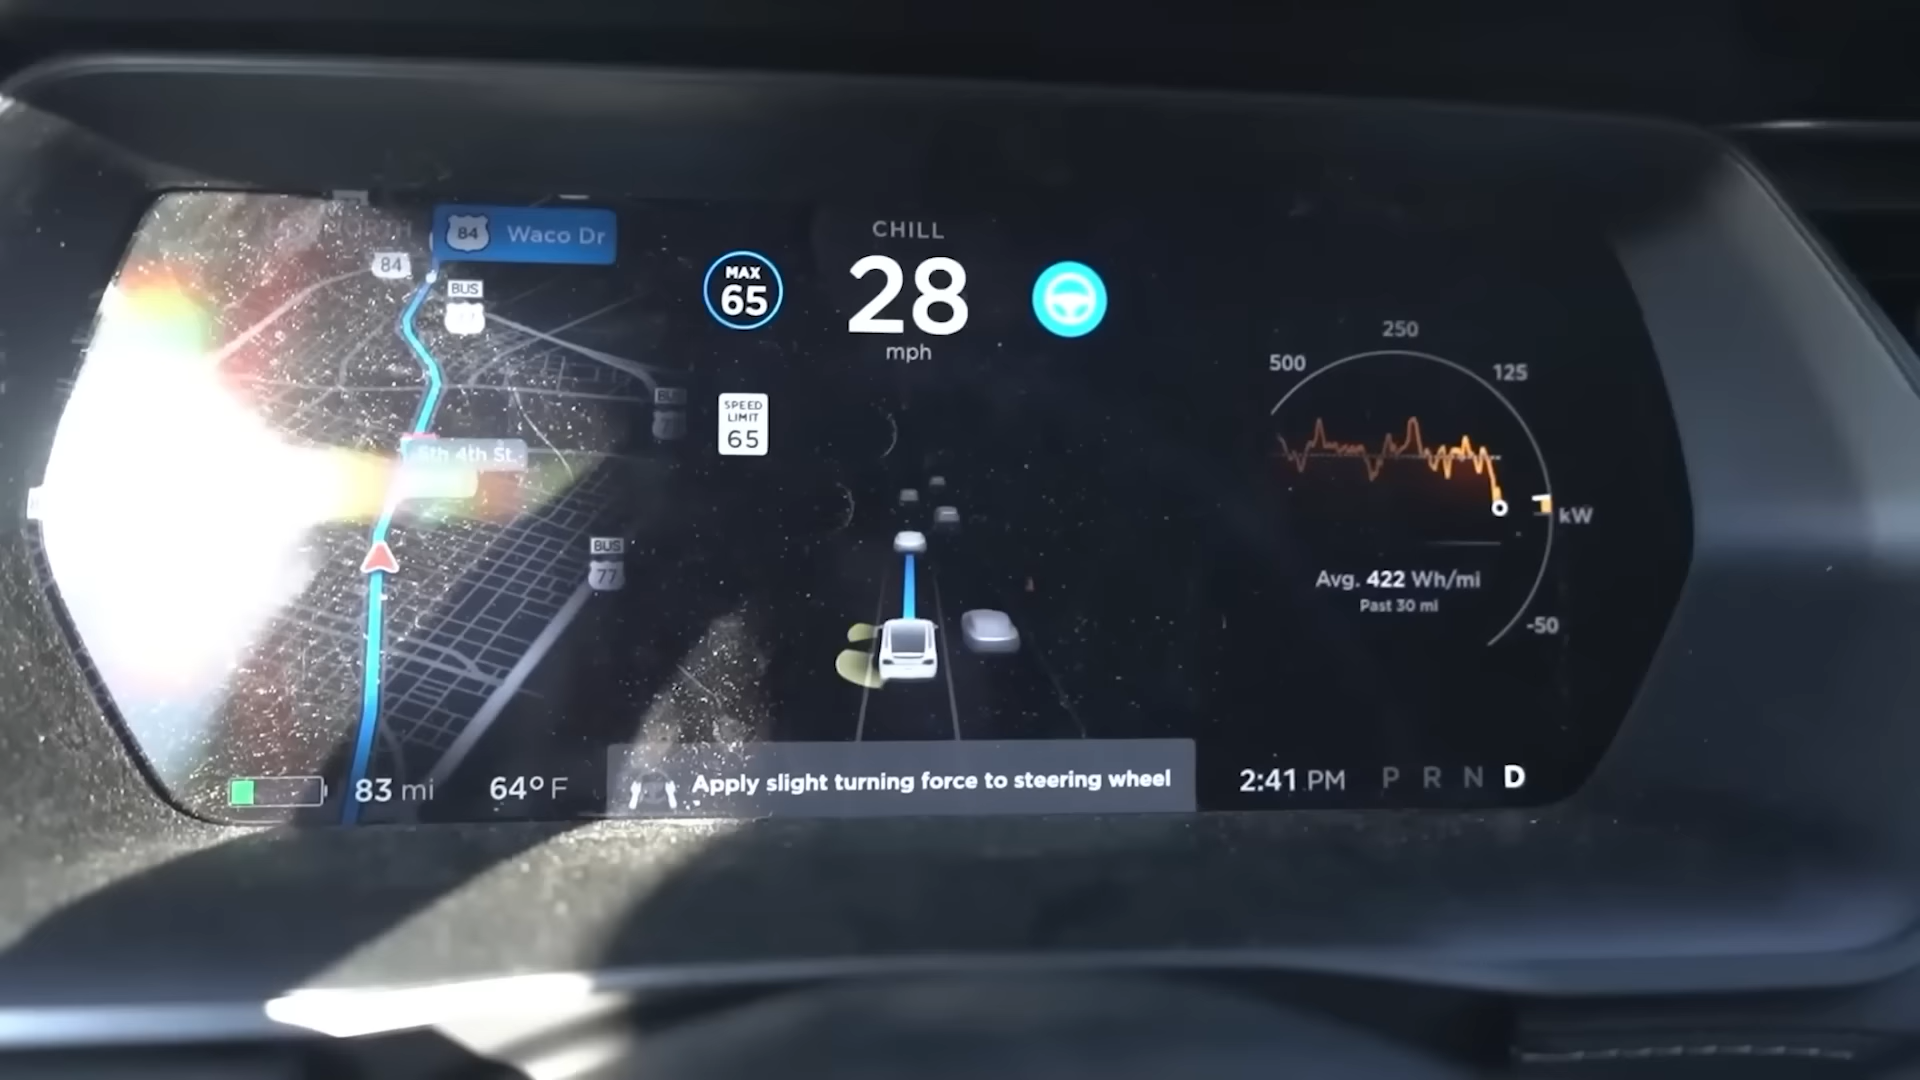 84 Waco Dr
84
BUS
4th St.
BUS
77
83 mi
64° F
MAX
65
CHILL
28
mph
SPEED
LIMIT
65
Apply slight turning force to steering wheel
500
250
125
kW
-50
Avg. 422 Wh/mi
Past 30 mi
2:41 PM
P R N D